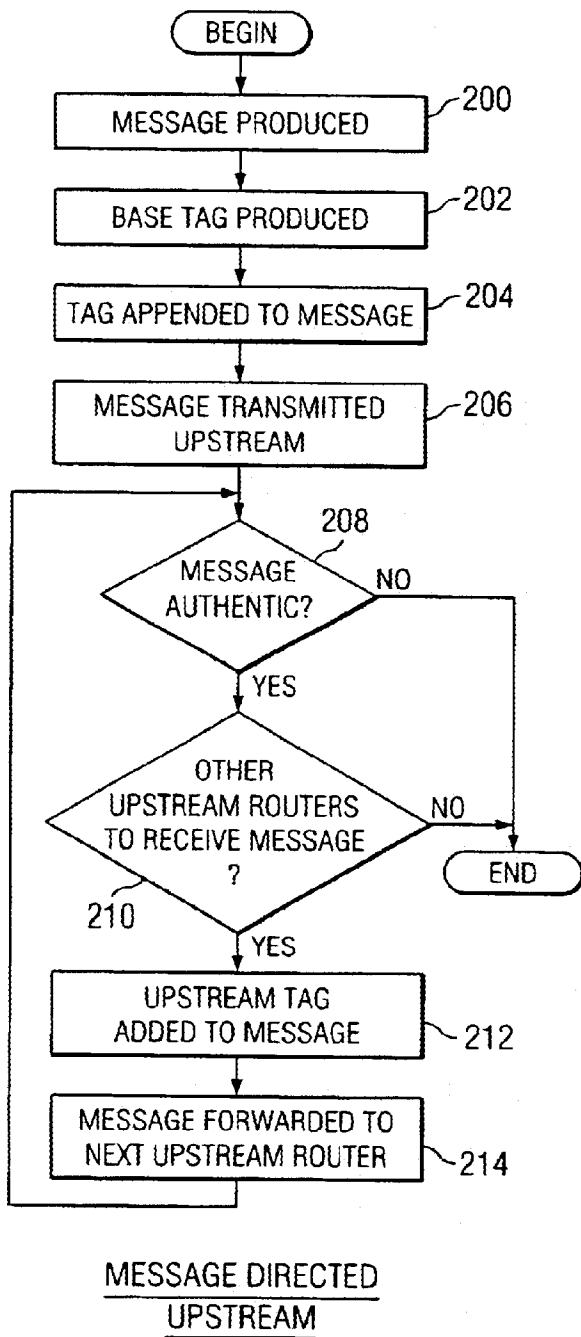 BEGIN
MESSAGE PRODUCED
200
BASE TAG PRODUCED
202
TAG APPENDED TO MESSAGE
204
MESSAGE TRANSMITTED
UPSTREAM
206
208
MESSAGE
AUTHENTIC?
NO
YES
OTHER
UPSTREAM ROUTERS
TO RECEIVE MESSAGE
?
NO
210
END
YES
UPSTREAM TAG
ADDED TO MESSAGE
212
MESSAGE FORWARDED TO
NEXT UPSTREAM ROUTER
214
MESSAGE DIRECTED
UPSTREAM